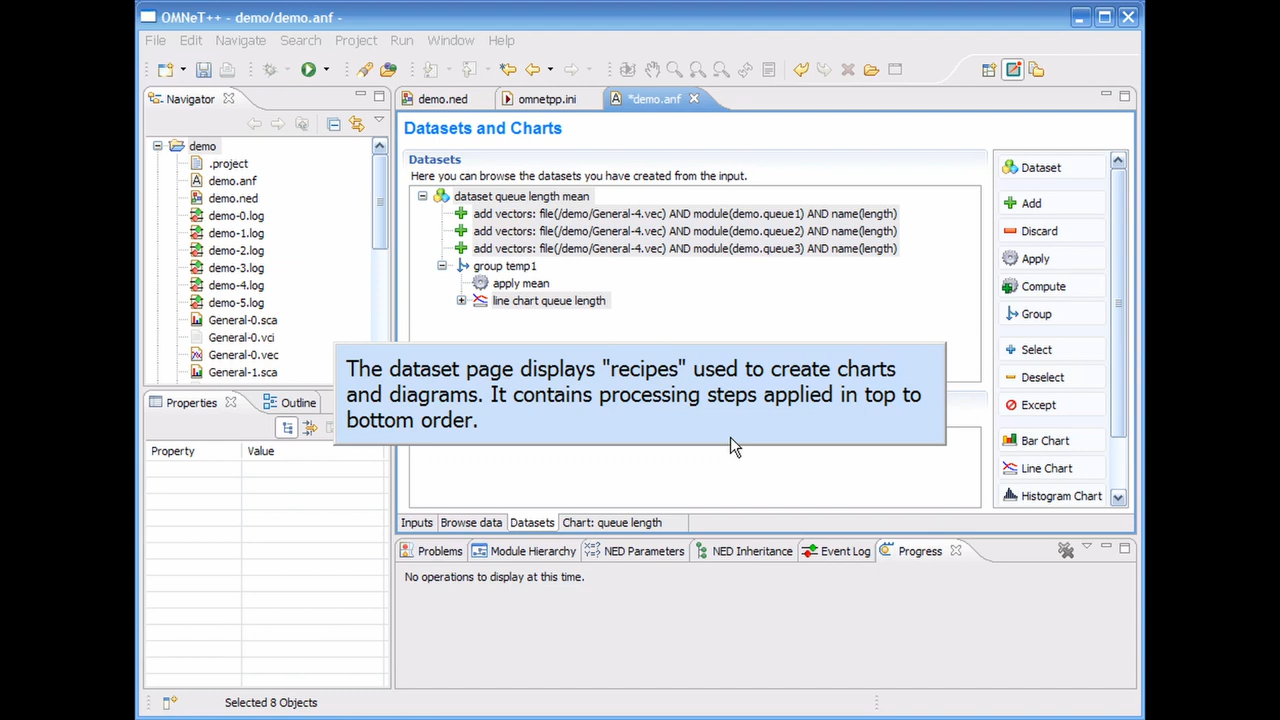 OMNeT++ - demo/demo.anf -
File Edit Navigate Search Project Run Window Help
Navigator
demo
.project
demo.anf
demo.ned
demo-0.log
demo-1.log
demo-2.log
demo-3.log
demo-4.log
demo-5.log
General-0.sca
General-0.vci
General-0.vec
General-1.sca
Properties
Outline
Property Value
demo.ned
omnetpp.ini
*demo.anf
Datasets and Charts
Datasets
Here you can browse the datasets you have created from the input.
dataset queue length mean
add vectors: file(/demo/General-4.vec) AND module(demo.queue1) AND name(length)
add vectors: file(/demo/General-4.vec) AND module(demo.queue2) AND name(length)
add vectors: file(/demo/General-4.vec) AND module(demo.queue3) AND name(length)
group temp1
apply mean
line chart queue length
The dataset page displays "recipes" used to create charts
and diagrams. It contains processing steps applied in top to
bottom order.
Dataset
Add
Discard
Apply
Compute
Group
Select
Deselect
Except
Bar Chart
Line Chart
Histogram Chart
Inputs Browse data Datasets Chart: queue length
Problems Module Hierarchy NED Parameters NED Inheritance Event Log Progress
No operations to display at this time.
Selected 8 Objects